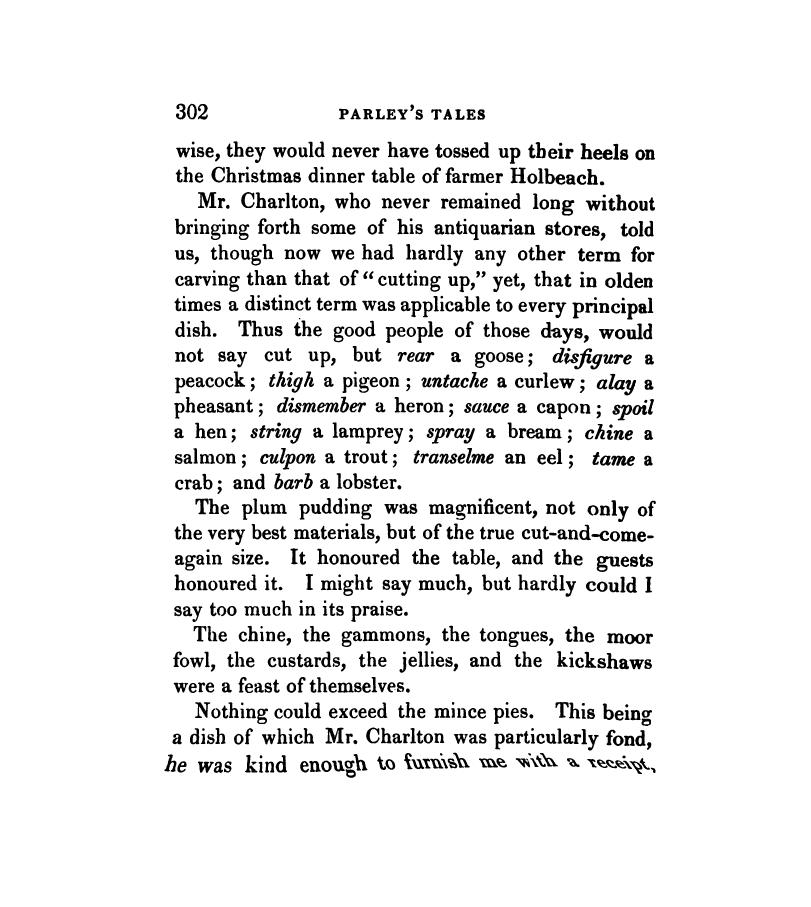 302 PARLEY'S TALES
wise, they would never have tossed up their heels on
the Christmas dinner table of farmer Holbeach.
Mr. Charlton, who never remained long without
bringing forth some of his antiquarian stores, told
us, though now we had hardly any other term for
carving than that of "cutting up," yet, that in olden
times a distinct term was applicable to every principal
dish. Thus the good people of those days, would
not say cut up, but rear a goose; disfigure a
peacock; thigh a pigeon; untache a curlew; alay a
pheasant; dismember a heron; sauce a capon; spoil
a hen; string a lamprey; spray a bream; chine a
salmon; culpon a trout; transelme an eel; tame a
crab; and barb a lobster.
The plum pudding was magnificent, not only of
the very best materials, but of the true cut-and-come-
again size. It honoured the table, and the guests
honoured it. I might say much, but hardly could I
say too much in its praise.
The chine, the gammons, the tongues, the moor
fowl, the custards, the jellies, and the kickshaws
were a feast of themselves.
Nothing could exceed the mince pies. This being
a dish of which Mr. Charlton was particularly fond,
he was kind enough to furnish me with a receipt,